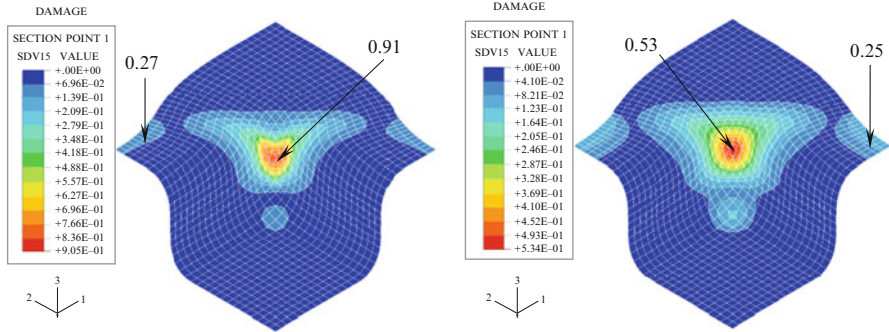 DAMAGE
SECTION POINT 1
SDV15 VALUE
+.00E+00
+6.96E–02
+1.39E–01
+2.09E–01
+2.79E–01
+3.48E–01
+4.18E–01
+4.88E–01
+5.57E–01
+6.27E–01
+6.96E–01
+7.66E–01
+8.36E–01
+9.05E–01
0.27
0.91
3
2
1
DAMAGE
SECTION POINT 1
SDV15 VALUE
+.00E+00
+4.10E–02
+8.21E–02
+1.23E–01
+1.64E–01
+2.05E–01
+2.46E–01
+2.87E–01
+3.28E–01
+3.69E–01
+4.10E–01
+4.52E–01
+4.93E–01
+5.34E–01
0.53
0.25
3
2
1